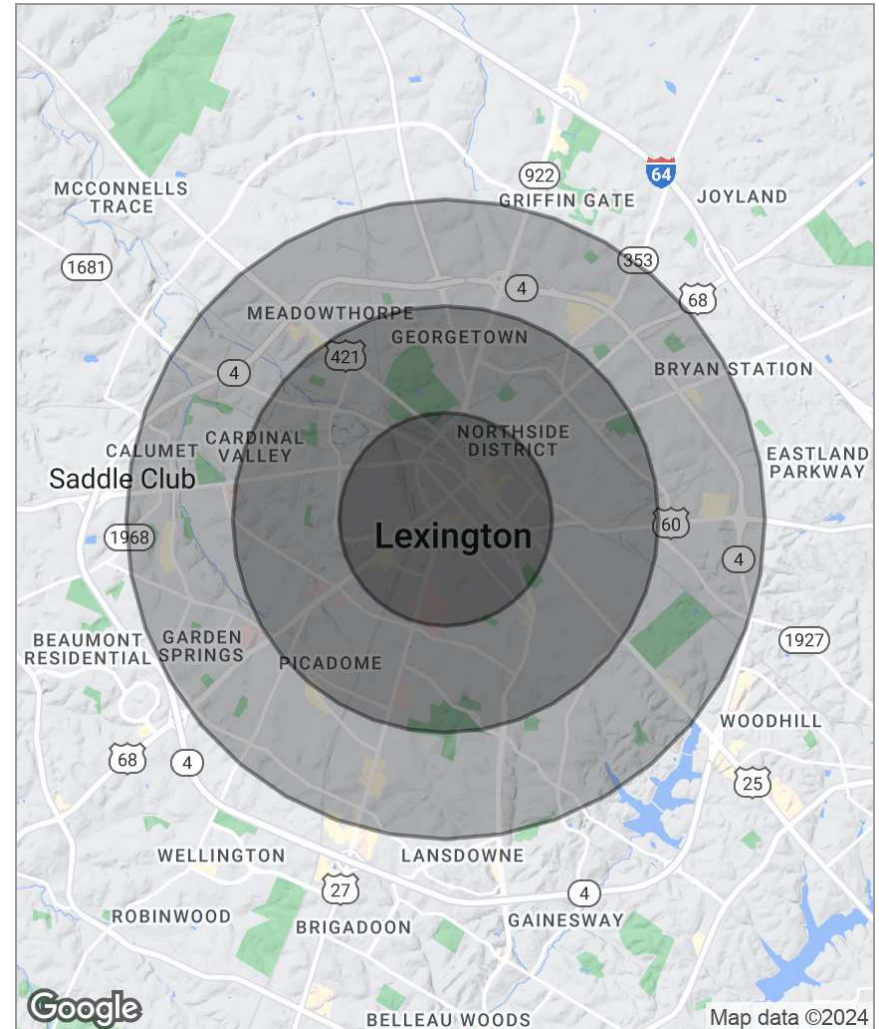 922
64
MCCONNELLS
TRACE
GRIFFIN GATE
JOYLAND
1681
353
4
68
MEADOWTHORPE
GEORGETOWN
421
4
BRYAN STATION
NORTHSIDE
DISTRICT
CALUMET
CARDINAL
VALLEY
EASTLAND
PARKWAY
Saddle Club
60
Lexington
1968
4
BEAUMONT
RESIDENTIAL
GARDEN
SPRINGS
PICADOME
1927
WOODHILL
68
4
25
WELLINGTON
LANSDOWNE
27
4
ROBINWOOD
BRIGADOON
GAINESWAY
Google
BELLEAU WOODS
Map data ©2024